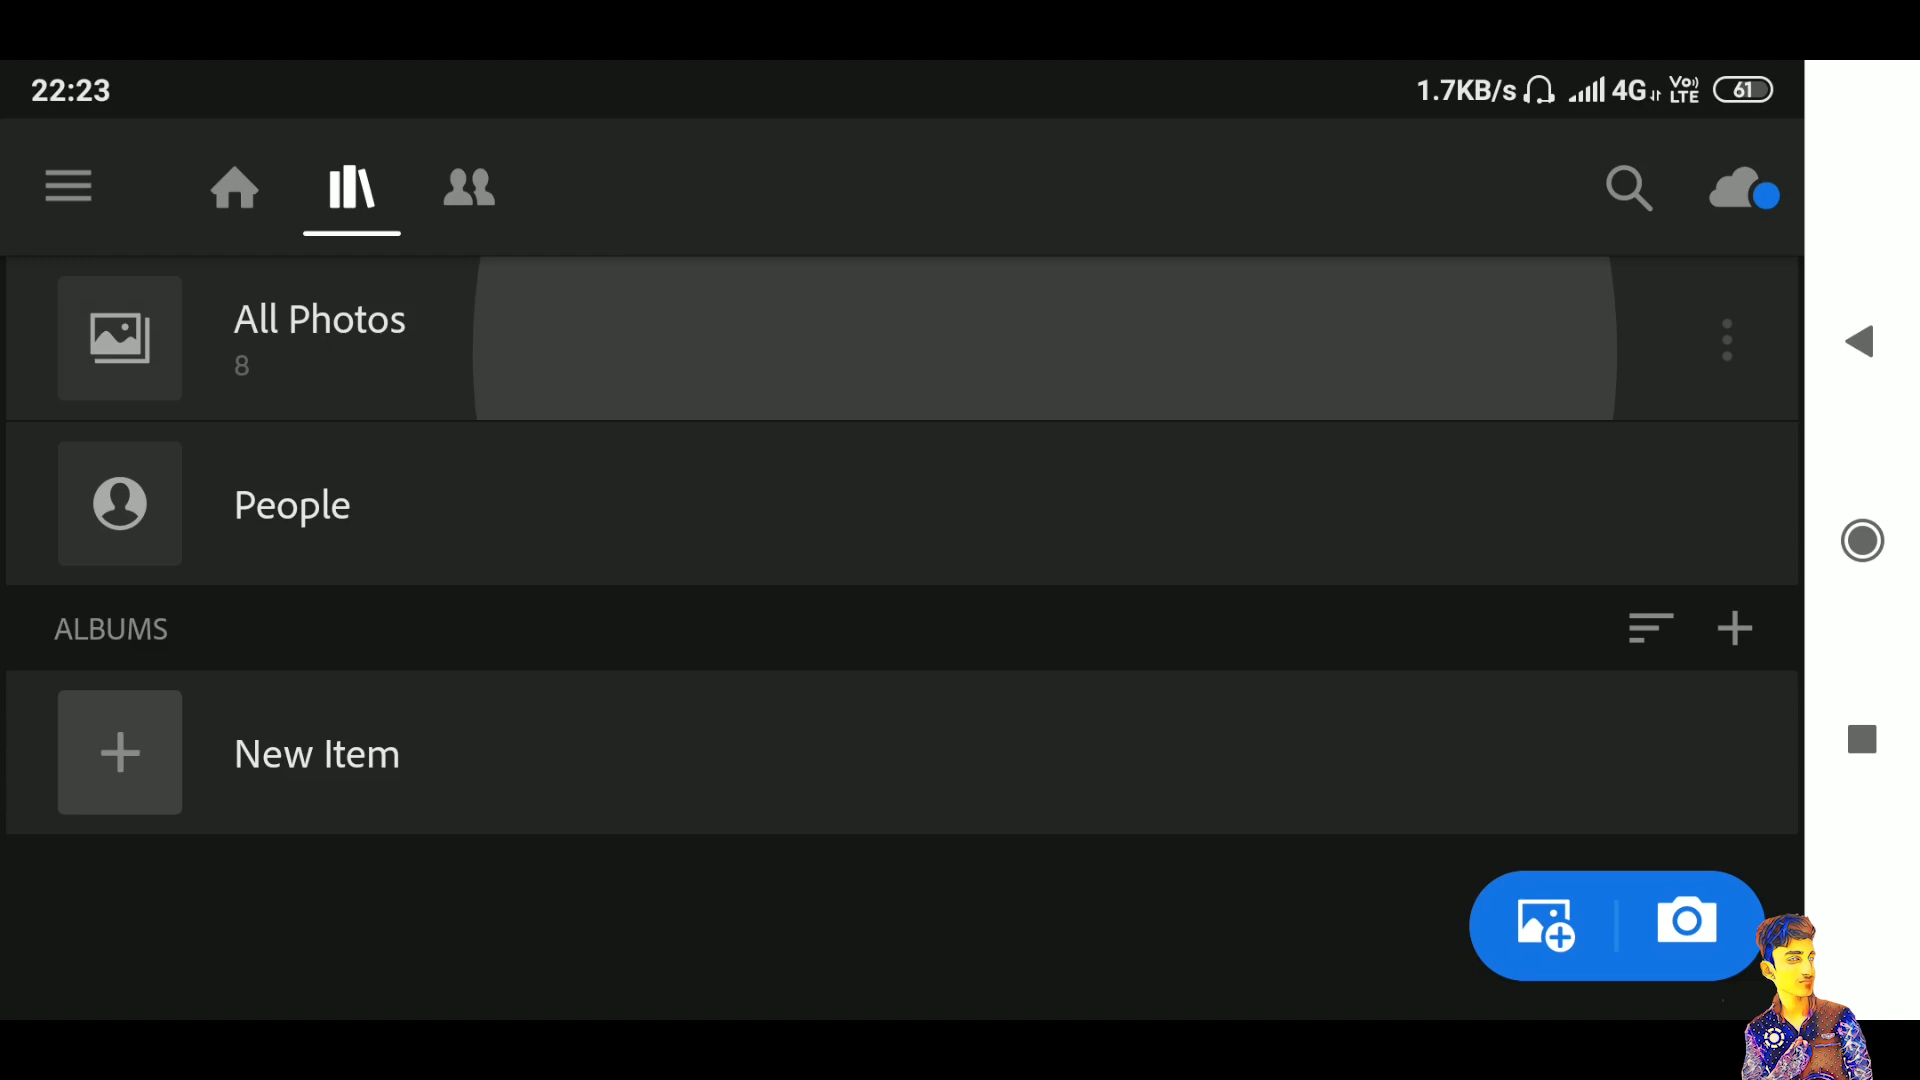 22:23 1.7KB/s 4G Vo)) LTE 61
All Photos
8
People
ALBUMS
New Item